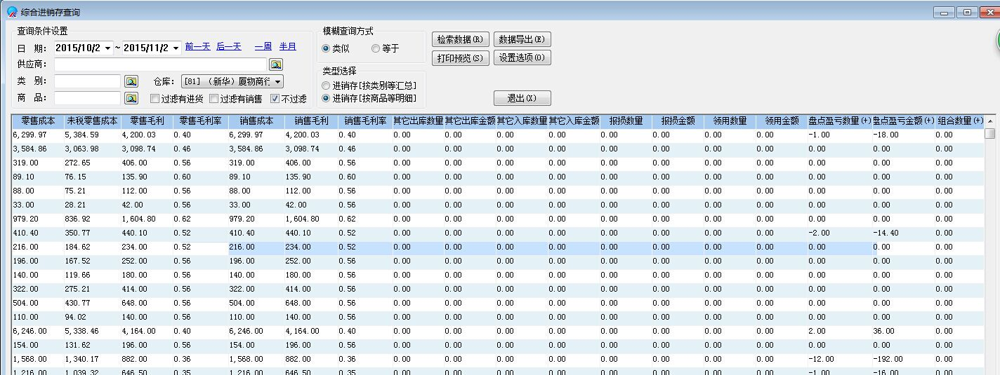 综合进销存查询
查询条件设置
日 期: 2015/10/2 ~ 2015/11/2 前一天 后一天 一周 半月
供应商:
类 别: 仓库: [81] (新华)厦物商行
商 品: 过滤有进货 过滤有销售 不过滤
模糊查询方式
类似 等于
类型选择
进销存[按类别等汇总]
进销存[按商品等明细]
检索数据(R) 数据导出(E)
打印预览(S) 设置选项(O)
退出(X)
零售成本 未税零售成本 零售毛利 零售毛利率 销售成本 销售毛利 销售毛利率 其它出库数量 其它出库金额 其它入库数量 其它入库金额 报损数量 报损金额 领用数量 领用金额 盘点盈亏数量(+) 盘点盈亏金额(+) 组合数量(+)
6,299.97 5,384.59 4,200.03 0.40 6,299.97 4,200.03 0.40 0.00 0.00 0.00 0.00 0.00 0.00 0.00 0.00 -1.00 -18.00 0.00
3,584.86 3,063.98 3,098.74 0.46 3,584.86 3,098.74 0.46 0.00 0.00 0.00 0.00 0.00 0.00 0.00 0.00 0.00 0.00 0.00
319.00 272.65 406.00 0.56 319.00 406.00 0.56 0.00 0.00 0.00 0.00 0.00 0.00 0.00 0.00 0.00 0.00 0.00
89.10 76.15 135.90 0.60 89.10 135.90 0.60 0.00 0.00 0.00 0.00 0.00 0.00 0.00 0.00 0.00 0.00 0.00
88.00 75.21 112.00 0.56 88.00 112.00 0.56 0.00 0.00 0.00 0.00 0.00 0.00 0.00 0.00 0.00 0.00 0.00
33.00 28.21 42.00 0.56 33.00 42.00 0.56 0.00 0.00 0.00 0.00 0.00 0.00 0.00 0.00 0.00 0.00 0.00
979.20 836.92 1,604.80 0.62 979.20 1,604.80 0.62 0.00 0.00 0.00 0.00 0.00 0.00 0.00 0.00 0.00 0.00 0.00
410.40 350.77 440.10 0.52 410.40 440.10 0.52 0.00 0.00 0.00 0.00 0.00 0.00 0.00 0.00 -2.00 -14.40 0.00
216.00 184.62 234.00 0.52 216.00 234.00 0.52 0.00 0.00 0.00 0.00 0.00 0.00 0.00 0.00 0.00 0.00 0.00
196.00 167.52 252.00 0.56 196.00 252.00 0.56 0.00 0.00 0.00 0.00 0.00 0.00 0.00 0.00 0.00 0.00 0.00
140.00 119.66 180.00 0.56 140.00 180.00 0.56 0.00 0.00 0.00 0.00 0.00 0.00 0.00 0.00 0.00 0.00 0.00
322.00 275.21 414.00 0.56 322.00 414.00 0.56 0.00 0.00 0.00 0.00 0.00 0.00 0.00 0.00 0.00 0.00 0.00
504.00 430.77 648.00 0.56 504.00 648.00 0.56 0.00 0.00 0.00 0.00 0.00 0.00 0.00 0.00 0.00 0.00 0.00
110.00 94.02 140.00 0.56 110.00 140.00 0.56 0.00 0.00 0.00 0.00 0.00 0.00 0.00 0.00 0.00 0.00 0.00
6,246.00 5,338.46 4,164.00 0.40 6,246.00 4,164.00 0.40 0.00 0.00 0.00 0.00 0.00 0.00 0.00 0.00 2.00 36.00 0.00
154.00 131.62 196.00 0.56 154.00 196.00 0.56 0.00 0.00 0.00 0.00 0.00 0.00 0.00 0.00 0.00 0.00 0.00
1,568.00 1,340.17 882.00 0.36 1,568.00 882.00 0.36 0.00 0.00 0.00 0.00 0.00 0.00 0.00 0.00 -12.00 -192.00 0.00
1,216.00 1,039.32 646.50 0.35 1,216.00 646.50 0.35 0.00 0.00 0.00 0.00 0.00 0.00 0.00 0.00 -1.00 -16.00 0.00